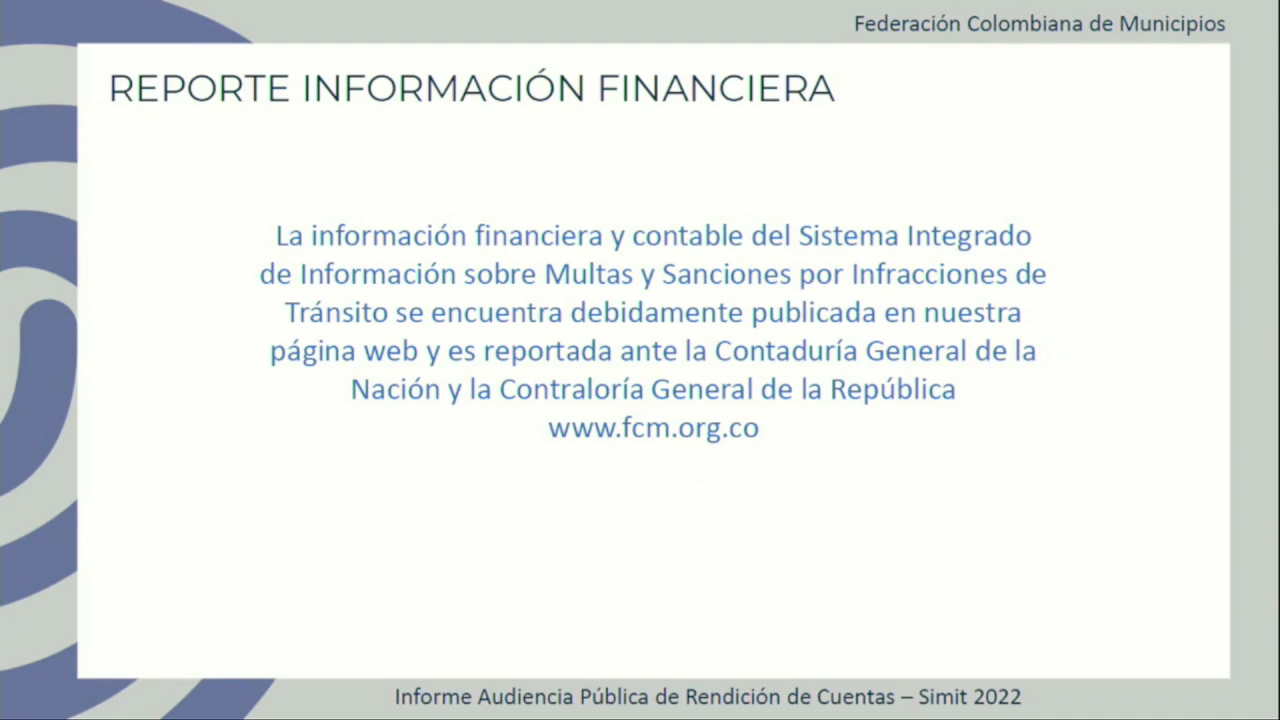 Federación Colombiana de Municipios
REPORTE INFORMACIÓN FINANCIERA
La información financiera y contable del Sistema Integrado
de Información sobre Multas y Sanciones por Infracciones de
Tránsito se encuentra debidamente publicada en nuestra
página web y es reportada ante la Contaduría General de la
Nación y la Contraloría General de la República
www.fcm.org.co
Informe Audiencia Pública de Rendición de Cuentas – Simit 2022